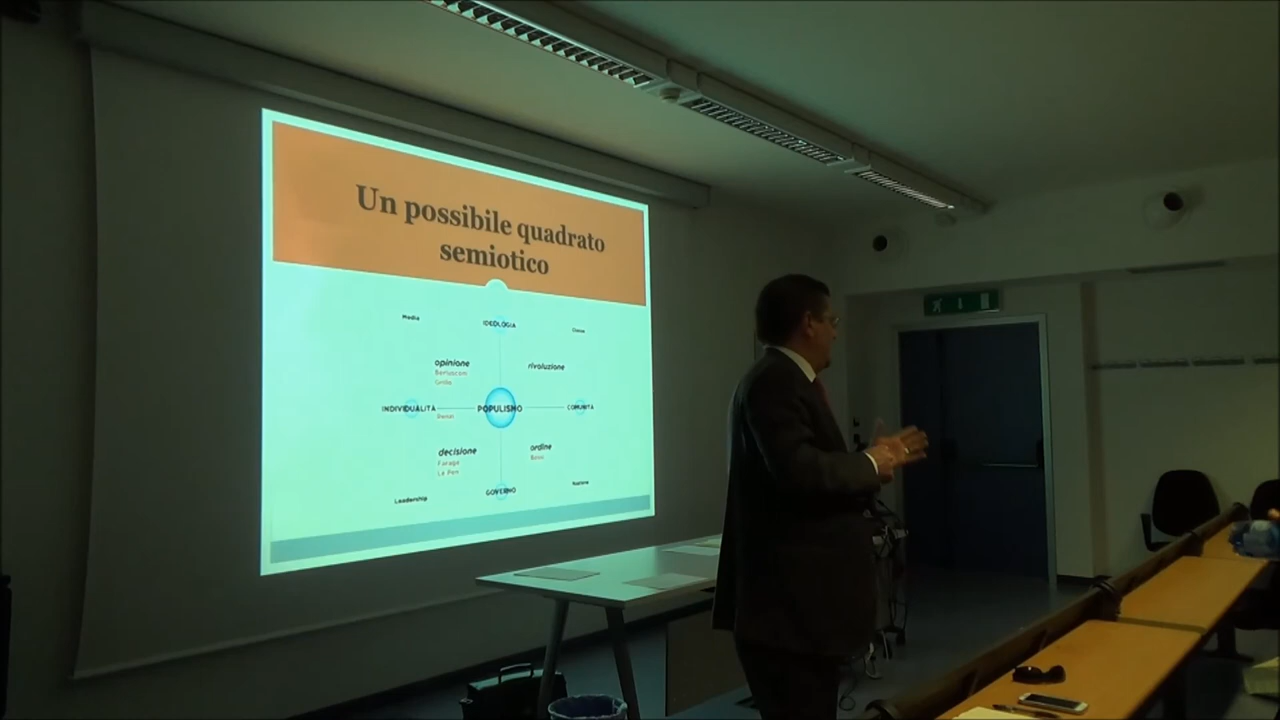 Un possibile quadrato
semiotico
Media
IDEOLOGIA
Classe
opinione
rivoluzione
Berlusconi
Grillo
INDIVIDUALITÀ
POPULISMO
COMUNITÀ
Renzi
decisione
ordine
Farage
Bossi
Le Pen
Nazione
GOVERNO
Leadership